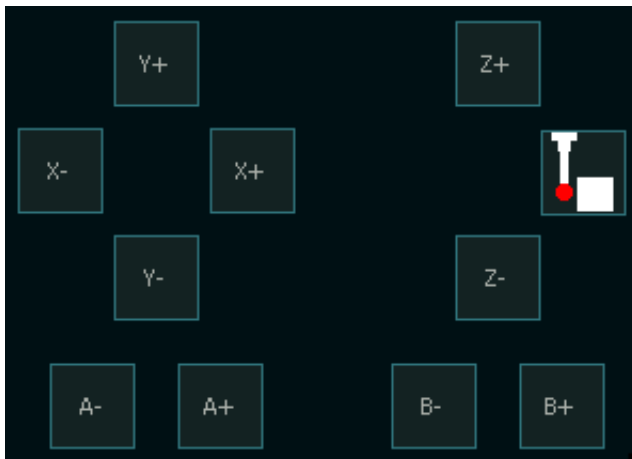 Y+ Z+
X- X+
Y- Z-
A- A+ B- B+